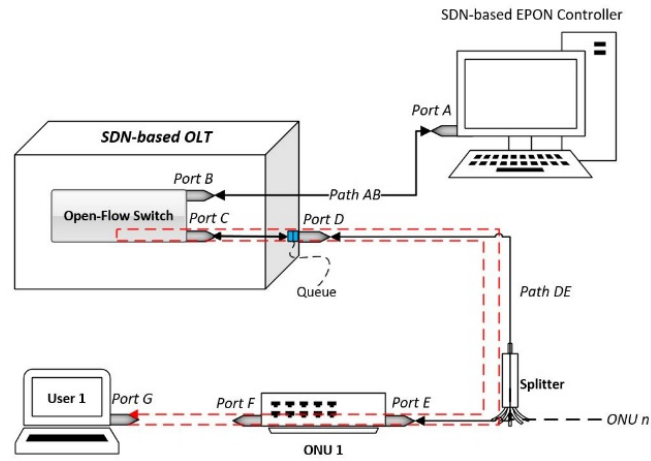 SDN-based EPON Controller
Port A
SDN-based OLT
Port B
Path AB
Open-Flow Switch
Port C
Port D
Queue
Path DE
Splitter
User 1
Port G
Port F
Port E
ONU n
ONU 1